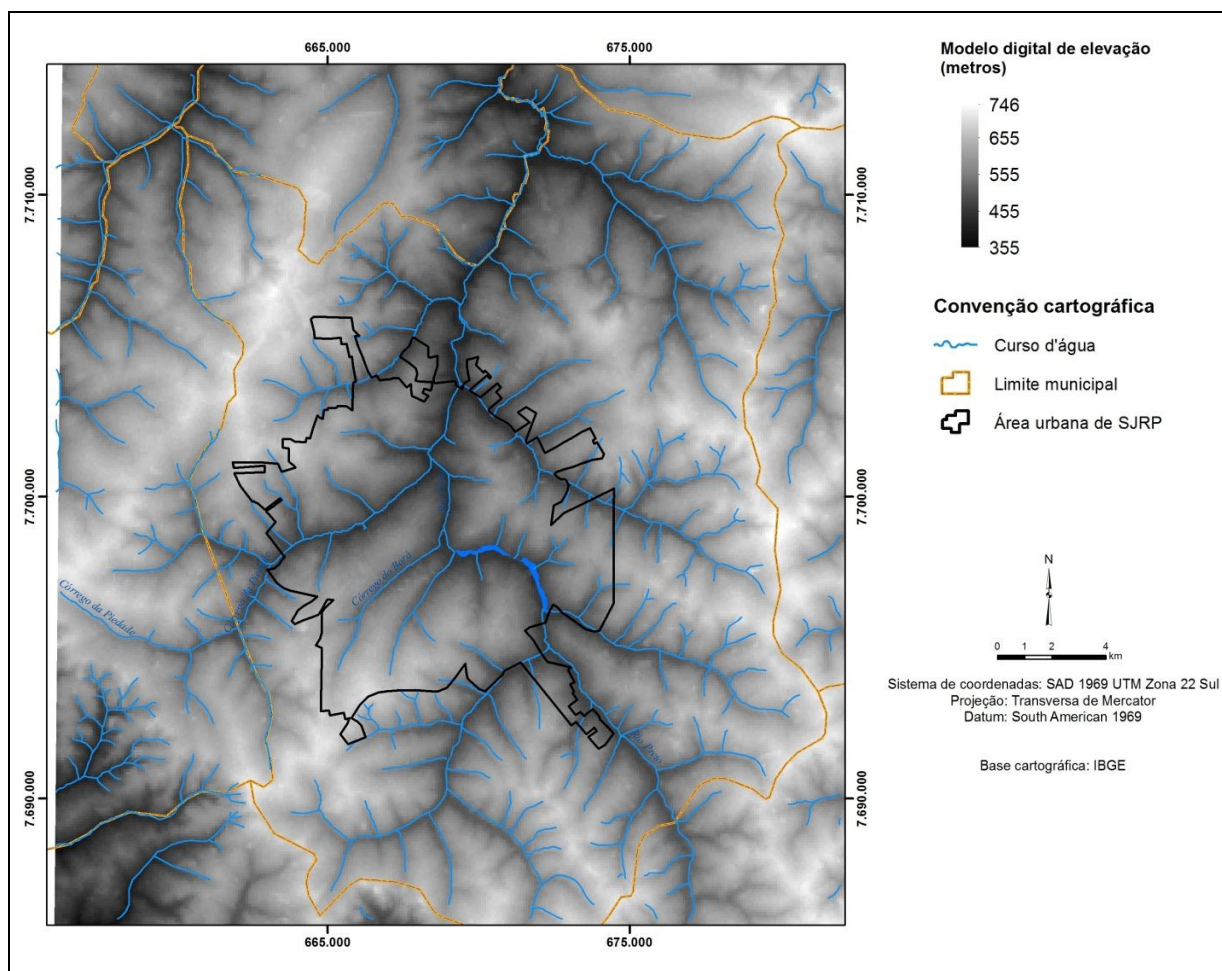 665.000
675.000
7.710.000
7.710.000
7.700.000
7.700.000
7.690.000
7.690.000
665.000
675.000
Córrego da Piedade
Córrego do Borá
Rio Preto
Modelo digital de elevação
(metros)
746
655
555
455
355
Convenção cartográfica
Curso d'água
Limite municipal
Área urbana de SJRP
N
0 1 2 4
km
Sistema de coordenadas: SAD 1969 UTM Zona 22 Sul
Projeção: Transversa de Mercator
Datum: South American 1969
Base cartográfica: IBGE